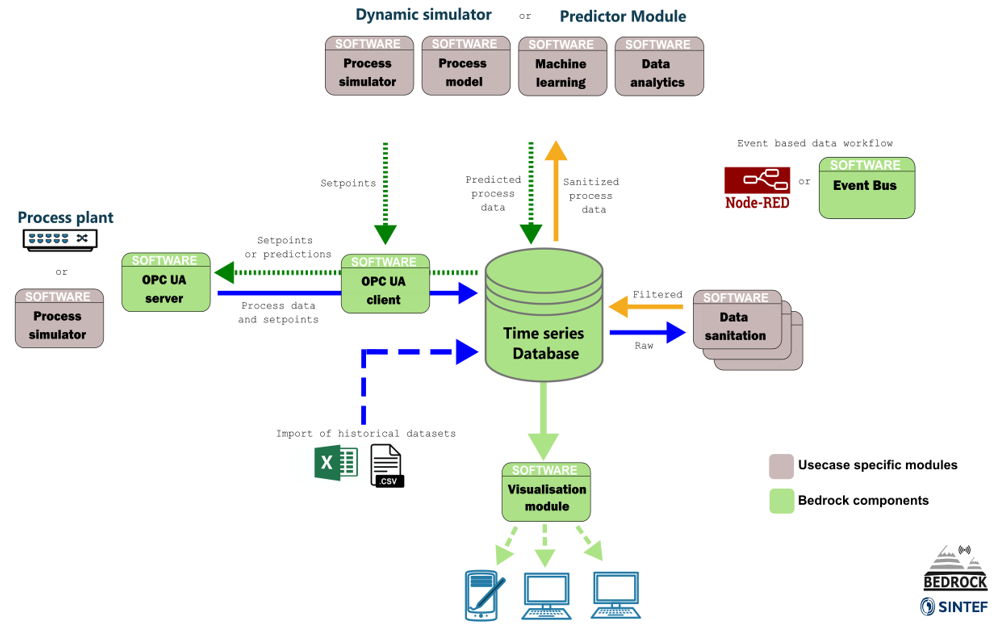 Dynamic simulator or Predictor Module
SOFTWARE
Process
simulator
SOFTWARE
Process
model
SOFTWARE
Machine
learning
SOFTWARE
Data
analytics
Event based data workflow
Setpoints
Predicted
process
data
Sanitized
process
data
Node-RED
or
SOFTWARE
Event Bus
Process plant
or
SOFTWARE
Process
simulator
SOFTWARE
OPC UA
server
Setpoints
or predictions
Process data
and setpoints
SOFTWARE
OPC UA
client
Time series
Database
Filtered
Raw
SOFTWARE
Data
sanitation
Import of historical datasets
X
.CSV
SOFTWARE
Visualisation
module
Usecase specific modules
Bedrock components
BEDROCK
SINTEF